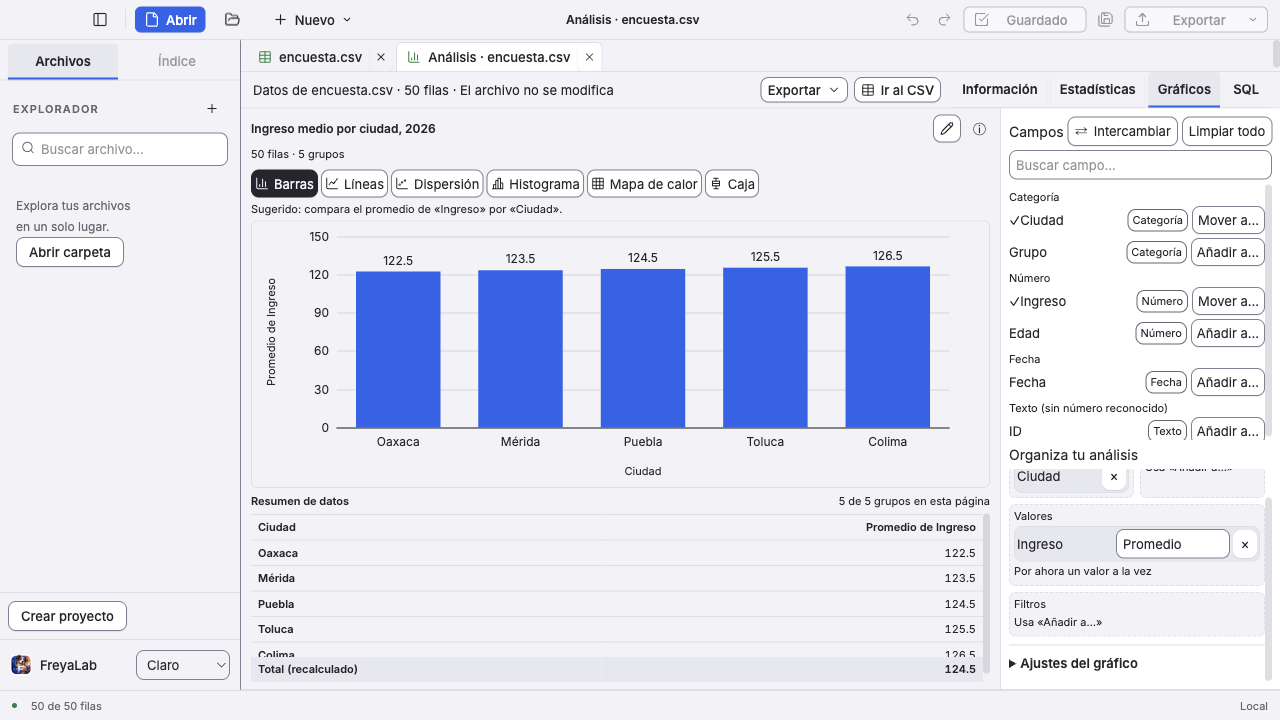 Abrir
Nuevo
Análisis · encuesta.csv
Guardado
Exportar
Archivos
Índice
encuesta.csv
Análisis · encuesta.csv
EXPLORADOR
Buscar archivo...
Explora tus archivos
en un solo lugar.
Abrir carpeta
Crear proyecto
FreyaLab
Claro
Datos de encuesta.csv · 50 filas · El archivo no se modifica
Exportar
Ir al CSV
Información
Estadísticas
Gráficos
SQL
Ingreso medio por ciudad, 2026
50 filas · 5 grupos
Barras
Líneas
Dispersión
Histograma
Mapa de calor
Caja
Sugerido: compara el promedio de «Ingreso» por «Ciudad».
Promedio de Ingreso
150
120
90
60
30
0
122.5
123.5
124.5
125.5
126.5
Oaxaca
Mérida
Puebla
Toluca
Colima
Ciudad
Resumen de datos
5 de 5 grupos en esta página
Ciudad Promedio de Ingreso
Oaxaca 122.5
Mérida 123.5
Puebla 124.5
Toluca 125.5
Colima 126.5
Total (recalculado) 124.5
Campos
Intercambiar
Limpiar todo
Buscar campo...
Categoría
✓Ciudad Categoría Mover a...
Grupo Categoría Añadir a...
Número
✓Ingreso Número Mover a...
Edad Número Añadir a...
Fecha
Fecha Fecha Añadir a...
Texto (sin número reconocido)
ID Texto Añadir a...
Organiza tu análisis
Ciudad ×
Usa «Añadir a...»
Valores
Ingreso Promedio ×
Por ahora un valor a la vez
Filtros
Usa «Añadir a...»
Ajustes del gráfico
50 de 50 filas
Local